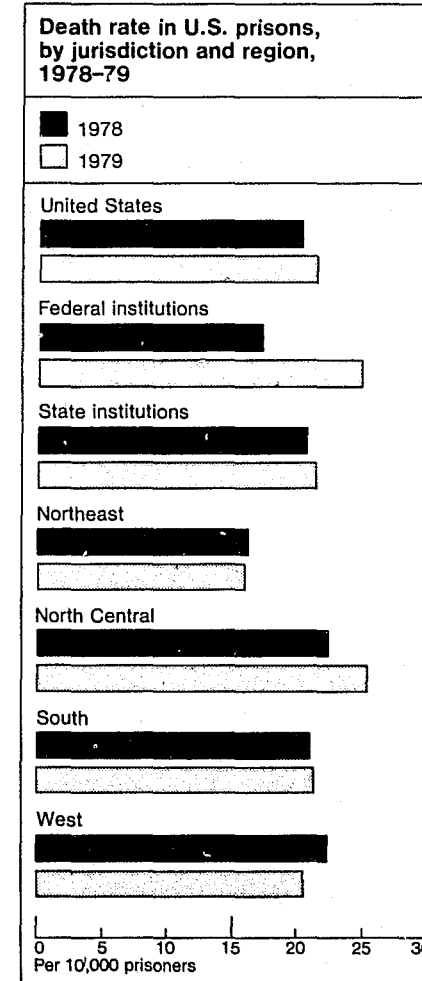 Death rate in U.S. prisons,
by jurisdiction and region,
1978–79
1978
1979
United States
Federal institutions
State institutions
Northeast
North Central
South
West
0 5 10 15 20 25 30
Per 10,000 prisoners